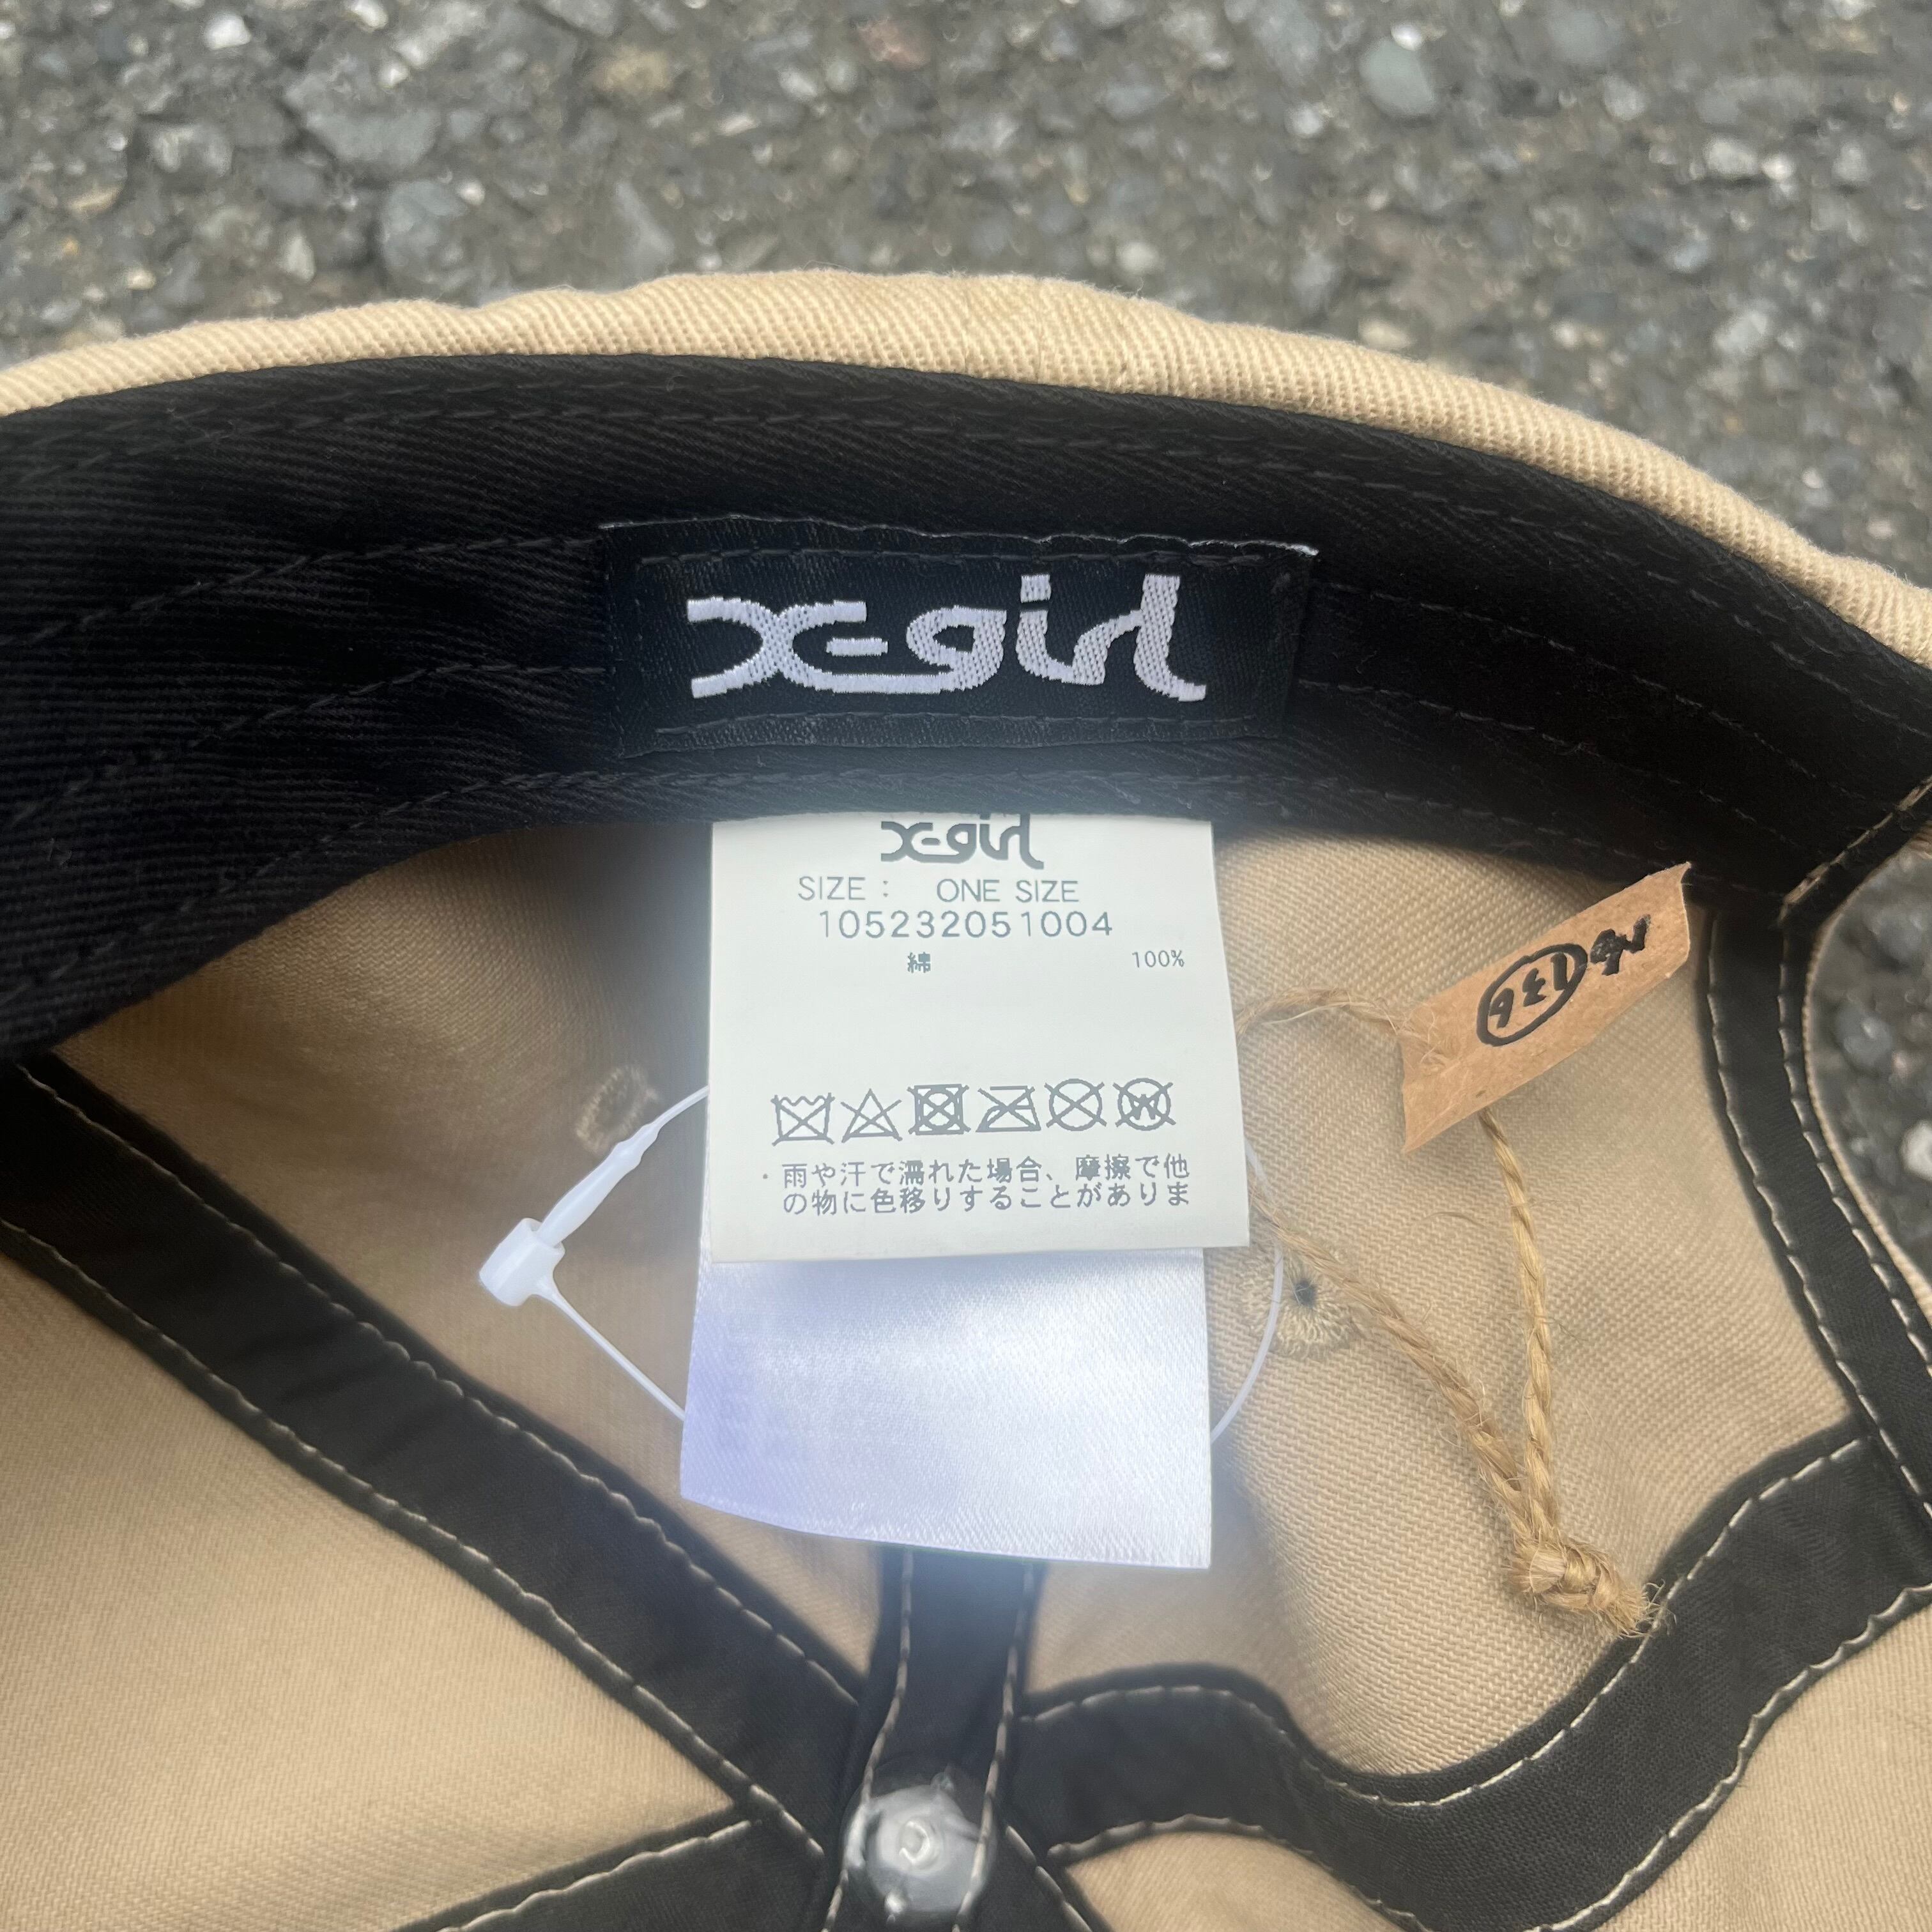 X-girl
X-girl
SIZE : ONE SIZE
105232051004
綿 100%
・雨や汗で濡れた場合、摩擦で他
の物に色移りすることがありま
136